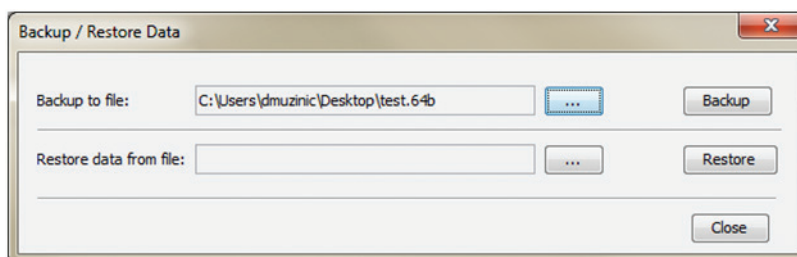 Backup / Restore Data
Backup to file: C:\Users\dmuzinic\Desktop\test.64b ... Backup
Restore data from file: ... Restore
Close